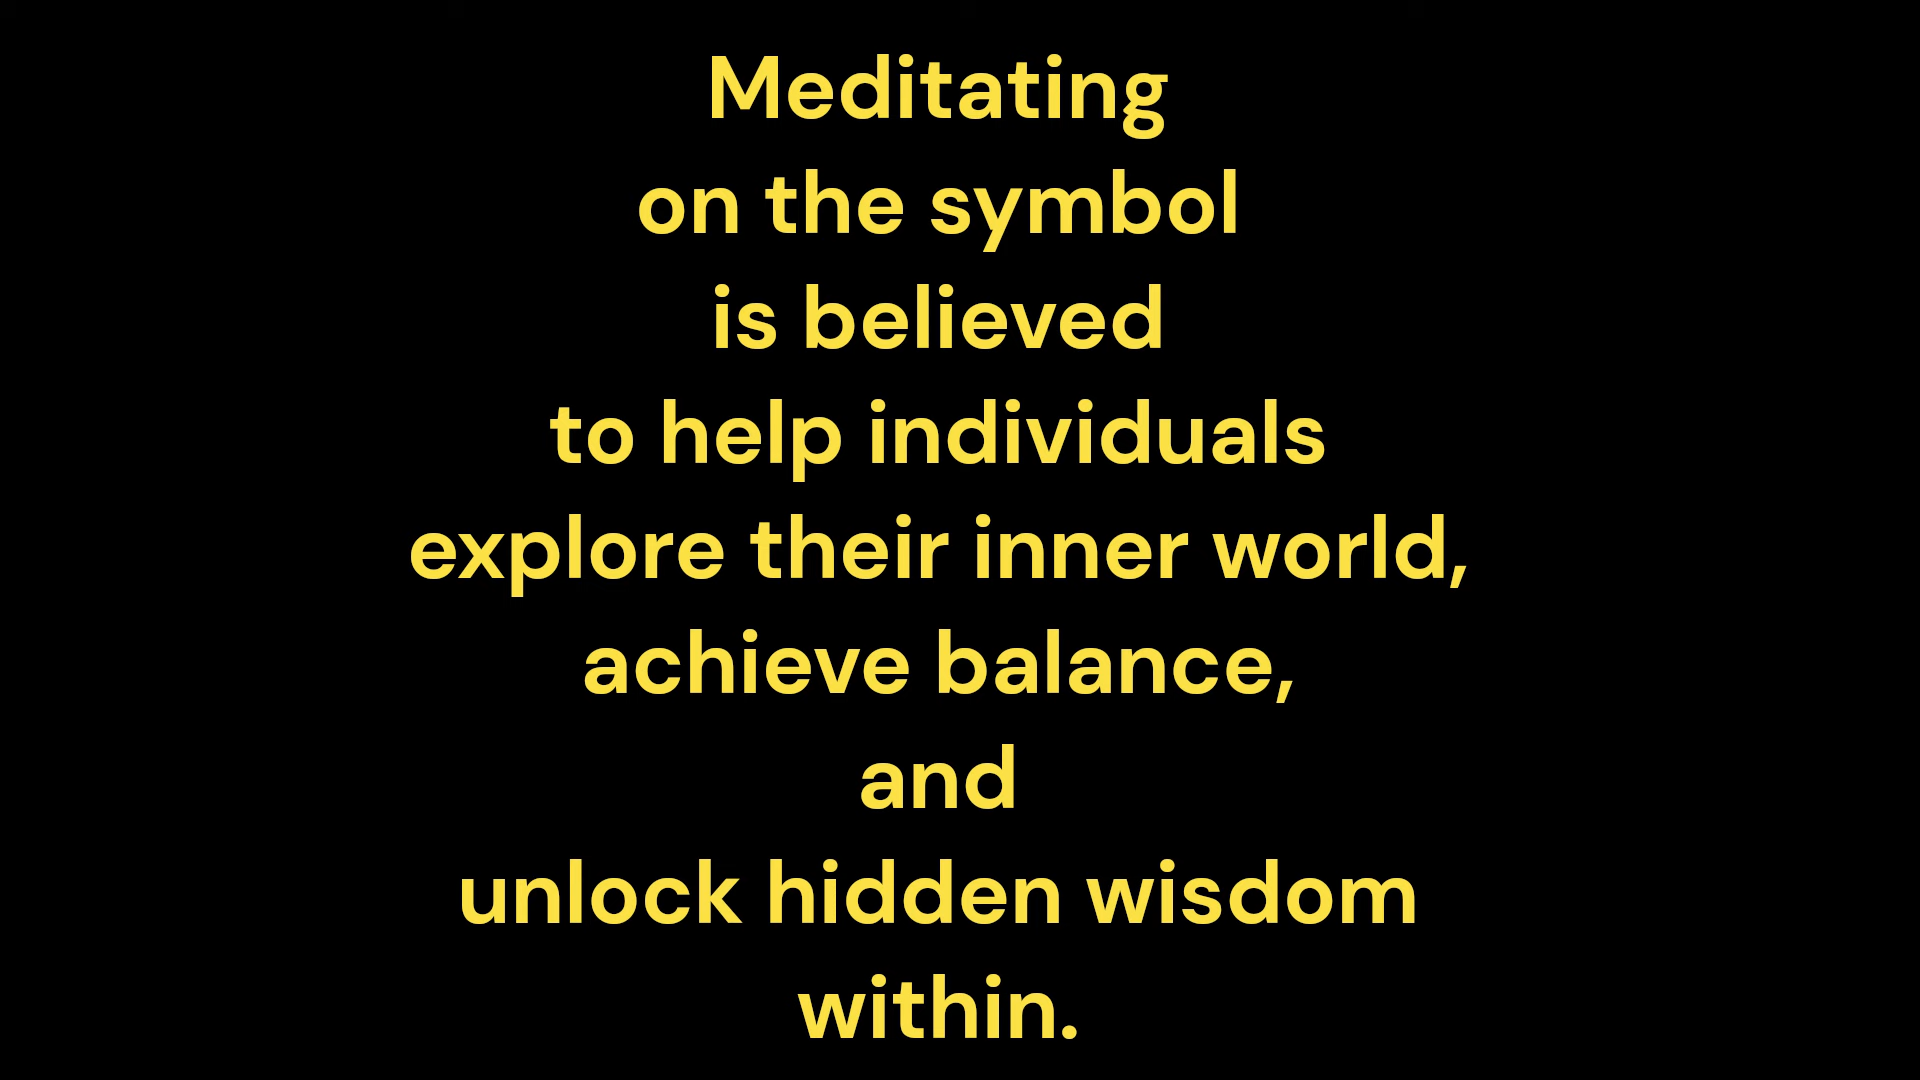 Meditating
on the symbol
is believed
to help individuals
explore their inner world,
achieve balance,
and
unlock hidden wisdom
within.